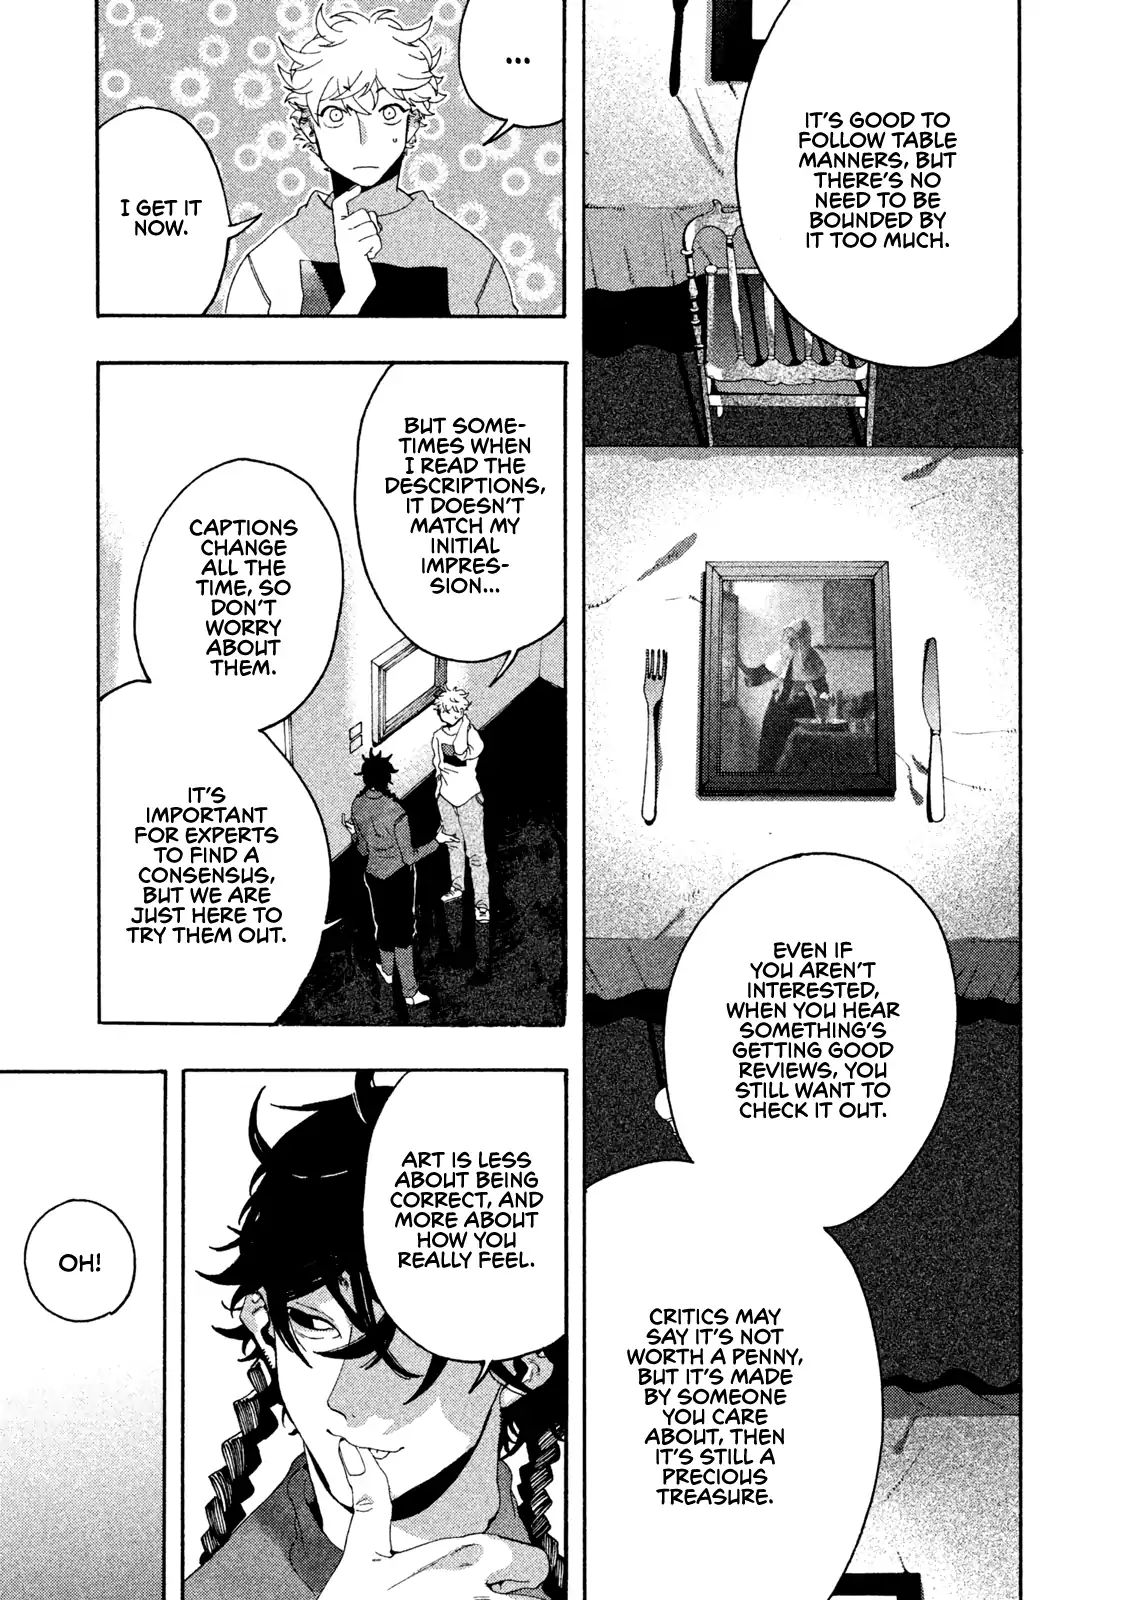 IT'S GOOD TO
FOLLOW TABLE
MANNERS, BUT
THERE'S NO
NEED TO BE
BOUNDED BY
IT TOO MUCH.
EVEN IF
YOU AREN'T
INTERESTED,
WHEN YOU HEAR
SOMETHING'S
GETTING GOOD
REVIEWS, YOU
STILL WANT TO
CHECK IT OUT.
CRITICS MAY
SAY IT'S NOT
WORTH A PENNY,
BUT IT'S MADE
BY SOMEONE
YOU CARE
ABOUT, THEN
IT'S STILL A
PRECIOUS
TREASURE.
...
I GET IT
NOW.
BUT SOME-
TIMES WHEN
I READ THE
DESCRIPTIONS,
IT DOESN'T
MATCH MY
INITIAL
IMPRES-
SION...
CAPTIONS
CHANGE
ALL THE
TIME, SO
DON'T
WORRY
ABOUT
THEM.
IT'S
IMPORTANT
FOR EXPERTS
TO FIND A
CONSENSUS,
BUT WE ARE
JUST HERE TO
TRY THEM OUT.
ART IS LESS
ABOUT BEING
CORRECT, AND
MORE ABOUT
HOW YOU
REALLY FEEL.
OH!